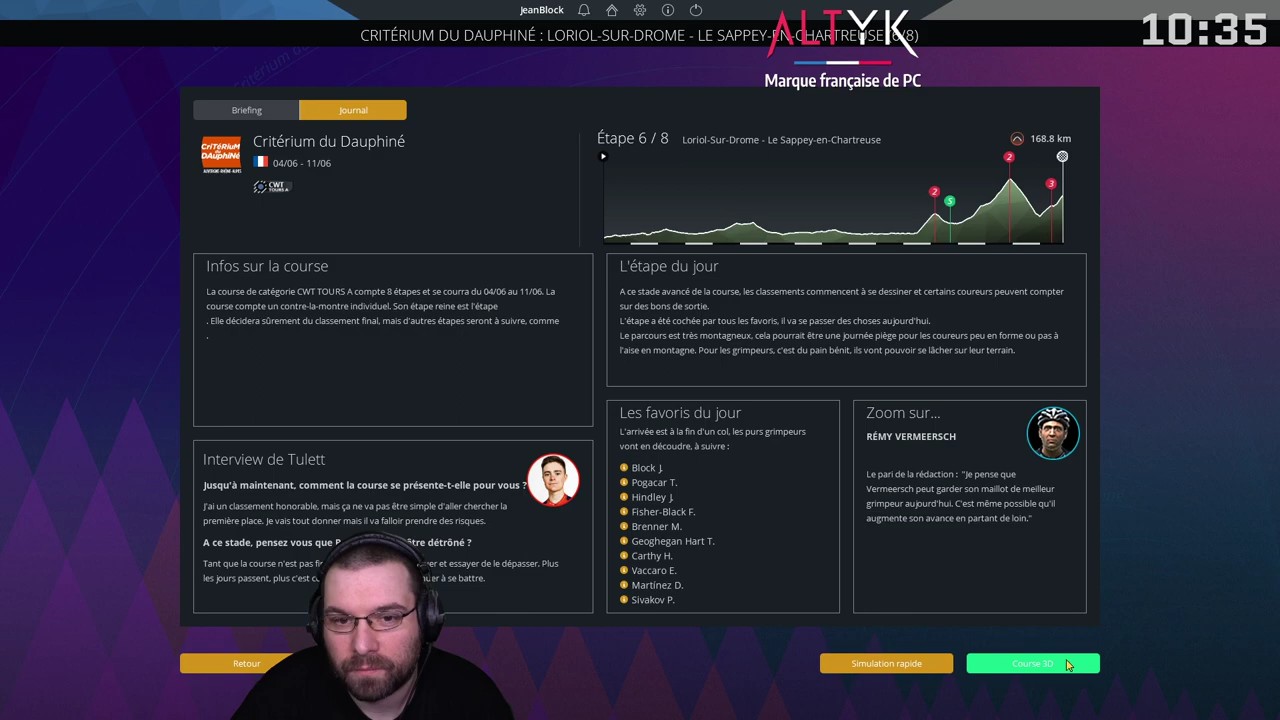 JeanBlock
CRITÉRIUM DU DAUPHINÉ : LORIOL-SUR-DROME - LE SAPPEY-EN-CHARTREUSE (6/8)
ALTYK
Marque française de PC
10:35
Briefing
Journal
CRITÉRIUM
DU DAUPHINÉ
AUVERGNE-RHÔNE-ALPES
Critérium du Dauphiné
04/06 - 11/06
CWT
TOURS A
Étape 6 / 8
Loriol-Sur-Drome - Le Sappey-en-Chartreuse
168.8 km
2
S
2
3
Infos sur la course
La course de catégorie CWT TOURS A compte 8 étapes et se courra du 04/06 au 11/06. La
course compte un contre-la-montre individuel. Son étape reine est l'étape
. Elle décidera sûrement du classement final, mais d'autres étapes seront à suivre, comme
.
L'étape du jour
A ce stade avancé de la course, les classements commencent à se dessiner et certains coureurs peuvent compter
sur des bons de sortie.
L'étape a été cochée par tous les favoris, il va se passer des choses aujourd'hui.
Le parcours est très montagneux, cela pourrait être une journée piège pour les coureurs peu en forme ou pas à
l'aise en montagne. Pour les grimpeurs, c'est du pain bénit, ils vont pouvoir se lâcher sur leur terrain.
Interview de Tulett
Jusqu'à maintenant, comment la course se présente-t-elle pour vous ?
J'ai un classement honorable, mais ça ne va pas être simple d'aller chercher la
première place. Je vais tout donner mais il va falloir prendre des risques.
A ce stade, pensez vous que être détrôné ?
Tant que la course n'est pas er et essayer de le dépasser. Plus
les jours passent, plus c'est uer à se battre.
Les favoris du jour
L'arrivée est à la fin d'un col, les purs grimpeurs
vont en découdre, à suivre :
Block J.
Pogacar T.
Hindley J.
Fisher-Black F.
Brenner M.
Geoghegan Hart T.
Carthy H.
Vaccaro E.
Martínez D.
Sivakov P.
Zoom sur...
RÉMY VERMEERSCH
Le pari de la rédaction : "Je pense que
Vermeersch peut garder son maillot de meilleur
grimpeur aujourd'hui. C'est même possible qu'il
augmente son avance en partant de loin."
Retour
Simulation rapide
Course 3D